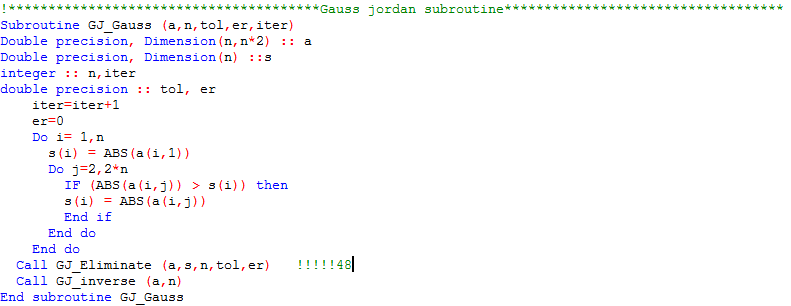 !***************************************Gauss jordan subroutine***********************************
Subroutine GJ_Gauss (a,n,tol,er,iter)
Double precision, Dimension(n,n*2) :: a
Double precision, Dimension(n) ::s
integer :: n,iter
double precision :: tol, er
    iter=iter+1
    er=0
    Do i= 1,n
      s(i) = ABS(a(i,1))
      Do j=2,2*n
        IF (ABS(a(i,j)) > s(i)) then
        s(i) = ABS(a(i,j))
        End if
      End do
    End do
  Call GJ_Eliminate (a,s,n,tol,er)   !!!!!48
  Call GJ_inverse (a,n)
End subroutine GJ_Gauss